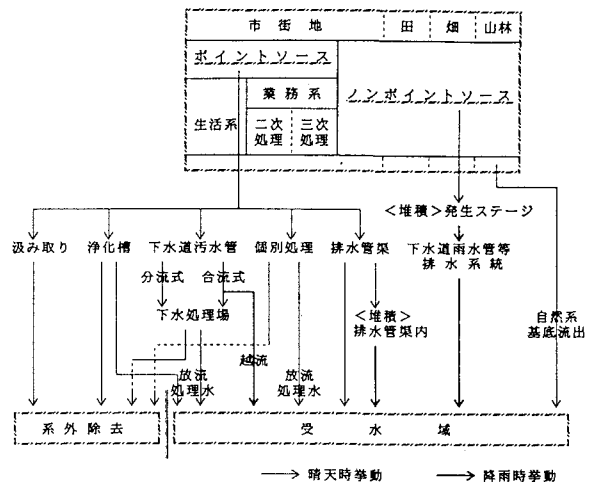 市街地 田 畑 山林
ポイントソース
ノンポイントソース
業務系
生活系
二次処理
三次処理
<堆積>発生ステージ
汲み取り 浄化槽 下水道汚水管 個別処理 排水管渠 下水道雨水管等
排水系統
分流式 合流式
下水処理場
<堆積>
排水管渠内
自然系
基底流出
越流
放流
処理水
放流
処理水
系外除去 受水域
晴天時挙動 降雨時挙動